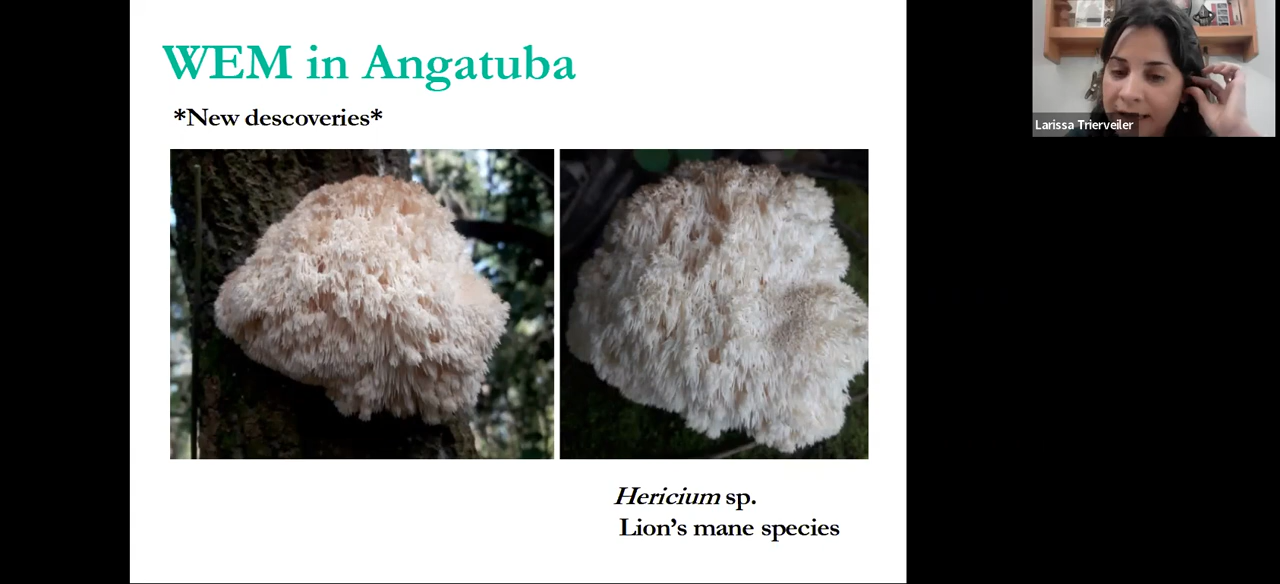 WEM in Angatuba
*New descoveries*
Larissa Trierveiler
Hericium sp.
Lion's mane species